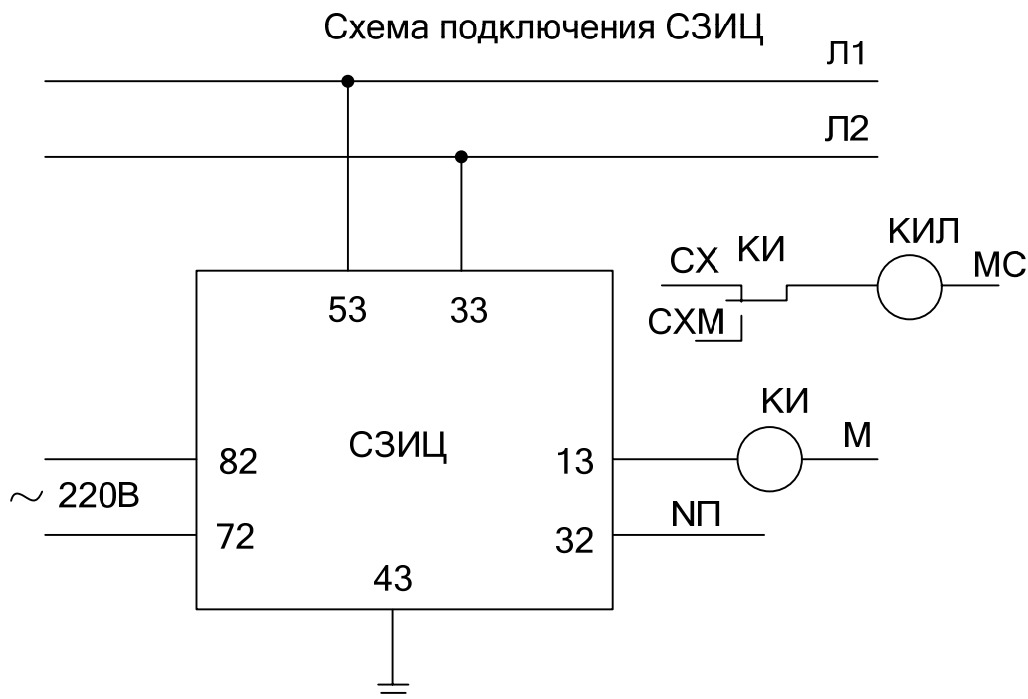 Схема подключения СЗИЦ
Л1
Л2
КИЛ
СХ КИ МС
СХМ
53 33
КИ
М
82 СЗИЦ 13
~ 220В NП
72 32
43